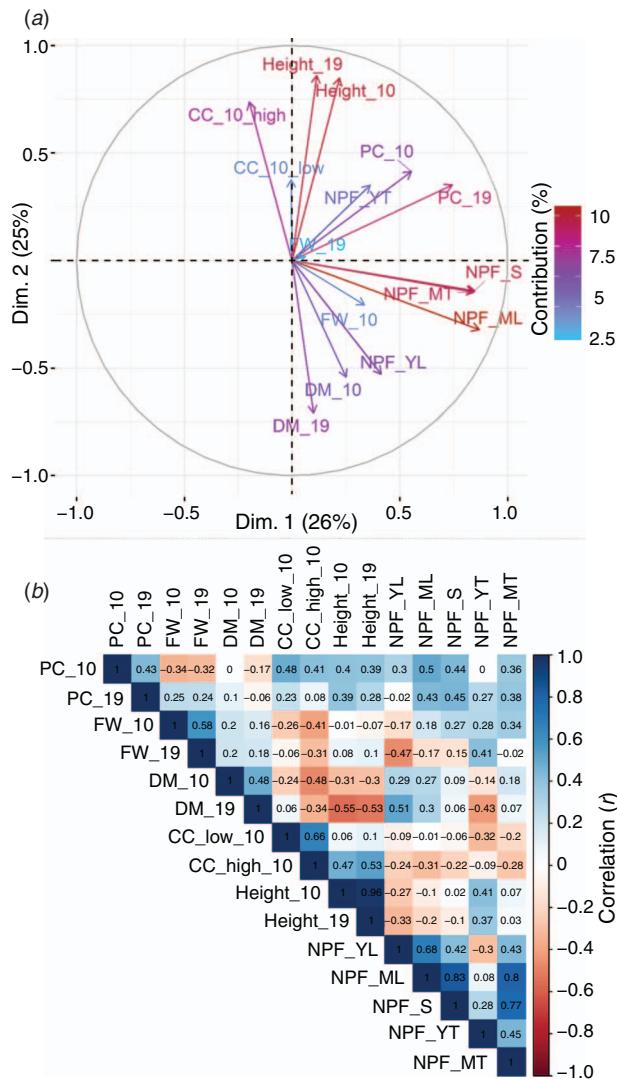 (a)
1.0
Height_19
Height_10
CC_10_high
0.5
PC_10
CC_10_low
NPF_YT
PC_19
FW_19
Dim. 2 (25%)
0
NPF_S
NPF_MT
FW_10
NPF_ML
NPF_YL
−0.5
DM_10
DM_19
−1.0
−1.0 −0.5 0 0.5 1.0
Dim. 1 (26%)
Contribution (%)
10
7.5
5
2.5
(b)
PC_10 PC_19 FW_10 FW_19 DM_10 DM_19 CC_low_10 CC_high_10 Height_10 Height_19 NPF_YL NPF_ML NPF_S NPF_YT NPF_MT
PC_10 1 0.43 −0.34 −0.32 0 −0.17 0.48 0.41 0.4 0.39 0.3 0.5 0.44 0 0.36
PC_19 1 0.25 0.24 0.1 −0.06 0.23 0.08 0.39 0.28 −0.02 0.43 0.45 0.27 0.38
FW_10 1 0.58 0.2 0.16 −0.26 −0.41 −0.01 −0.07 −0.17 0.18 0.27 0.28 0.34
FW_19 1 0.2 0.18 −0.06 −0.31 0.08 0.1 −0.47 −0.17 −0.15 0.41 −0.02
DM_10 1 0.48 −0.24 −0.48 −0.31 −0.3 0.29 0.27 0.09 −0.14 0.18
DM_19 1 0.06 −0.34 −0.55 −0.53 0.51 0.3 0.06 −0.43 0.07
CC_low_10 1 0.66 0.06 0.1 −0.09 −0.01 −0.06 −0.32 −0.2
CC_high_10 1 0.47 0.53 −0.24 −0.31 −0.22 −0.09 −0.28
Height_10 1 0.96 −0.27 −0.1 0.02 0.41 0.07
Height_19 1 −0.33 −0.2 −0.1 0.37 0.03
NPF_YL 1 0.68 0.42 −0.3 0.43
NPF_ML 1 0.83 0.08 0.8
NPF_S 1 0.28 0.77
NPF_YT 1 0.45
NPF_MT 1
1.0
0.8
0.6
0.4
0.2
0
−0.2
−0.4
−0.6
−0.8
−1.0
Correlation (r)